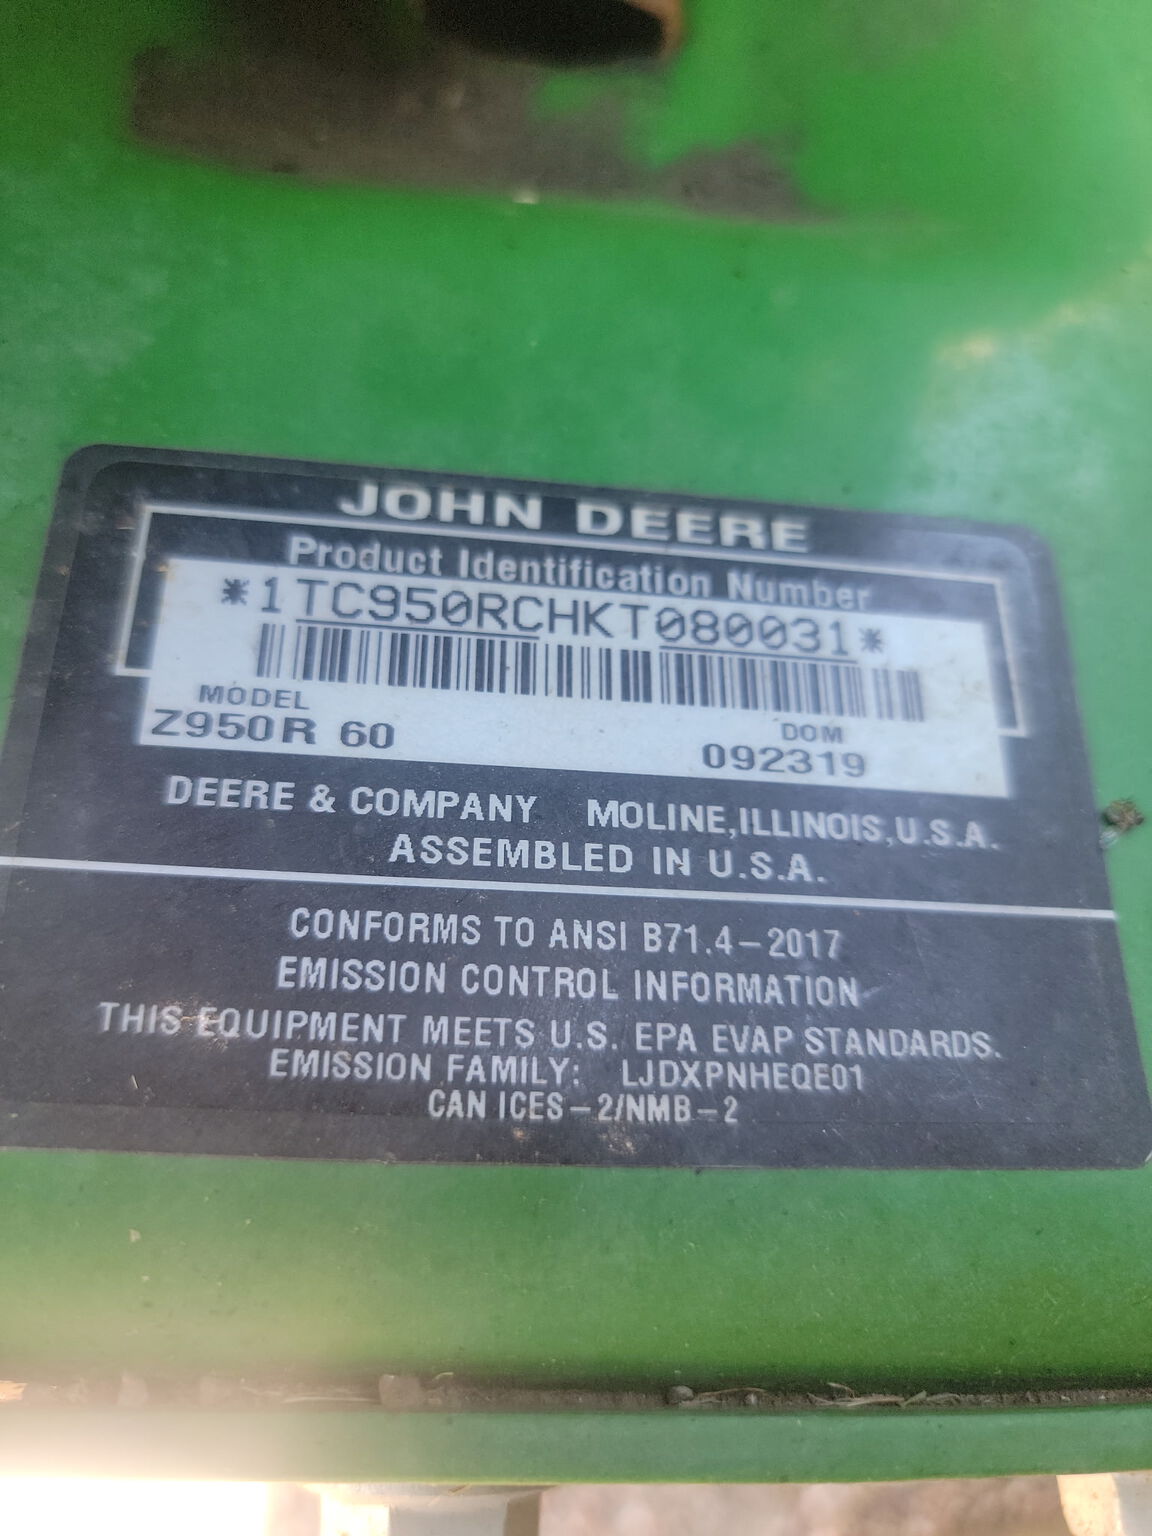 JOHN DEERE
Product Identification Number
*1TC950RCHKT080031*
MODEL
DOM
Z950R 60
092319
DEERE & COMPANY MOLINE, ILLINOIS, U.S.A.
ASSEMBLED IN U.S.A.
CONFORMS TO ANSI B71.4-2017
EMISSION CONTROL INFORMATION
THIS EQUIPMENT MEETS U.S. EPA EVAP STANDARDS.
EMISSION FAMILY: LJDXPNHEQE01
CAN ICES-2/NMB-2